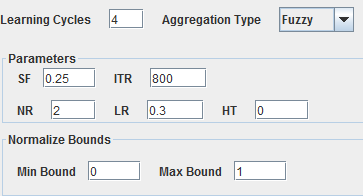 Learning Cycles 4 Aggregation Type Fuzzy
Parameters
SF 0.25 ITR 800
NR 2 LR 0.3 HT 0
Normalize Bounds
Min Bound 0 Max Bound 1